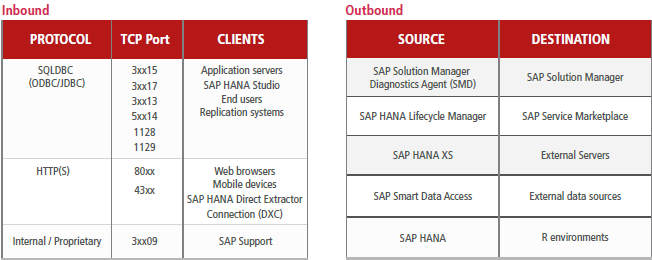 Inbound
PROTOCOL TCP Port CLIENTS
SQLDBC
(ODBC/JDBC)
3xx15
3xx17
3xx13
5xx14
1128
1129
Application servers
SAP HANA Studio
End users
Replication systems
HTTP(S)
80xx
43xx
Web browsers
Mobile devices
SAP HANA Direct Extractor
Connection (DXC)
Internal / Proprietary 3xx09 SAP Support
Outbound
SOURCE DESTINATION
SAP Solution Manager
Diagnostics Agent (SMD)
SAP Solution Manager
SAP HANA Lifecycle Manager SAP Service Marketplace
SAP HANA XS External Servers
SAP Smart Data Access External data sources
SAP HANA R environments